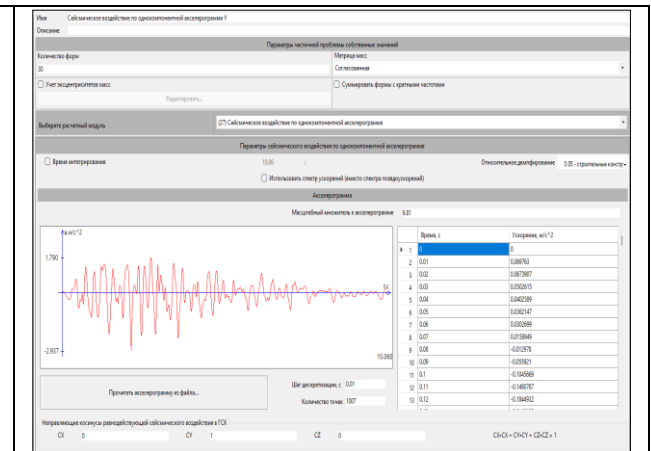 Имя Сейсмическое воздействие по однокомпонентной акселерограмме Y
Описание
Параметры частичной проблемы собственных значений
Количество форм Матрица масс
30 Согласованная
Учет эксцентриситетов масс Суммировать формы с кратными частотами
Редактировать...
Выберите расчетный модуль (27) Сейсмическое воздействие по однокомпонентной акселерограмме
Параметры сейсмического воздействия по однокомпонентной акселерограмме
Время интегрирования 10.06 с Относительное демпфирование 0.05 - строительные констр
Использовать спектр ускорений (вместо спектра псевдоускорений)
Акселерограмма
Масштабный множитель к акселерограмме 9.81
a, м/с^2 Время, с Ускорение, м/с^2
1 0 0
2 0.01 0.069763
1.790 3 0.02 0.0673907
4 0.03 0.0502615
5 0.04 0.0402589
6 0.05 0.0362147
7 0.06 0.0302699
8 0.07 0.0158949
9 0.08 -0.012978
-2.937 10.060 10 0.09 -0.055921
11 0.1 -0.1045669
Прочитать акселерограмму из файла... Шаг дискретизации, с 0.01 12 0.11 -0.1490787
Количество точек 1007 13 0.12 -0.1844932
Направляющие косинусы равнодействующей сейсмического воздействия в ГСК
CX 0 CY 1 CZ 0 CX•CX + CY•CY + CZ•CZ = 1